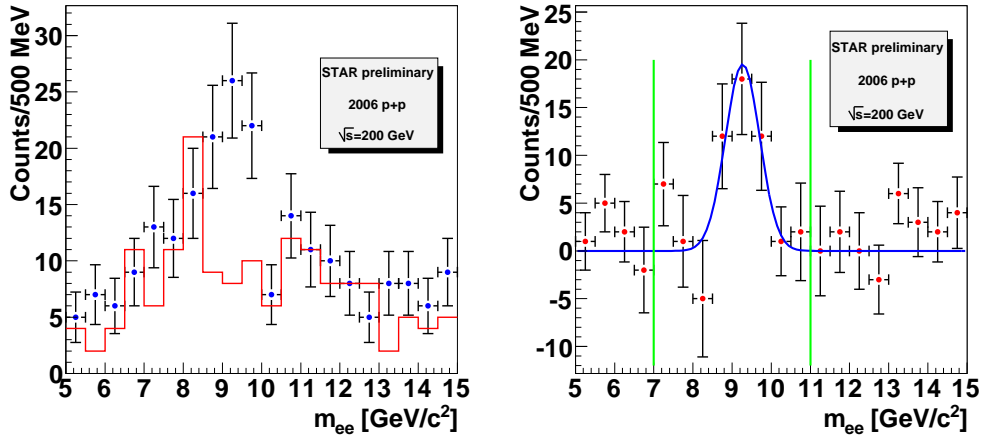 Counts/500 MeV
30
25
20
15
10
5
0
STAR preliminary
2006 p+p
√s=200 GeV
5 6 7 8 9 10 11 12 13 14 15
m_ee [GeV/c²]
Counts/500 MeV
25
20
15
10
5
0
-5
-10
STAR preliminary
2006 p+p
√s=200 GeV
5 6 7 8 9 10 11 12 13 14 15
m_ee [GeV/c²]